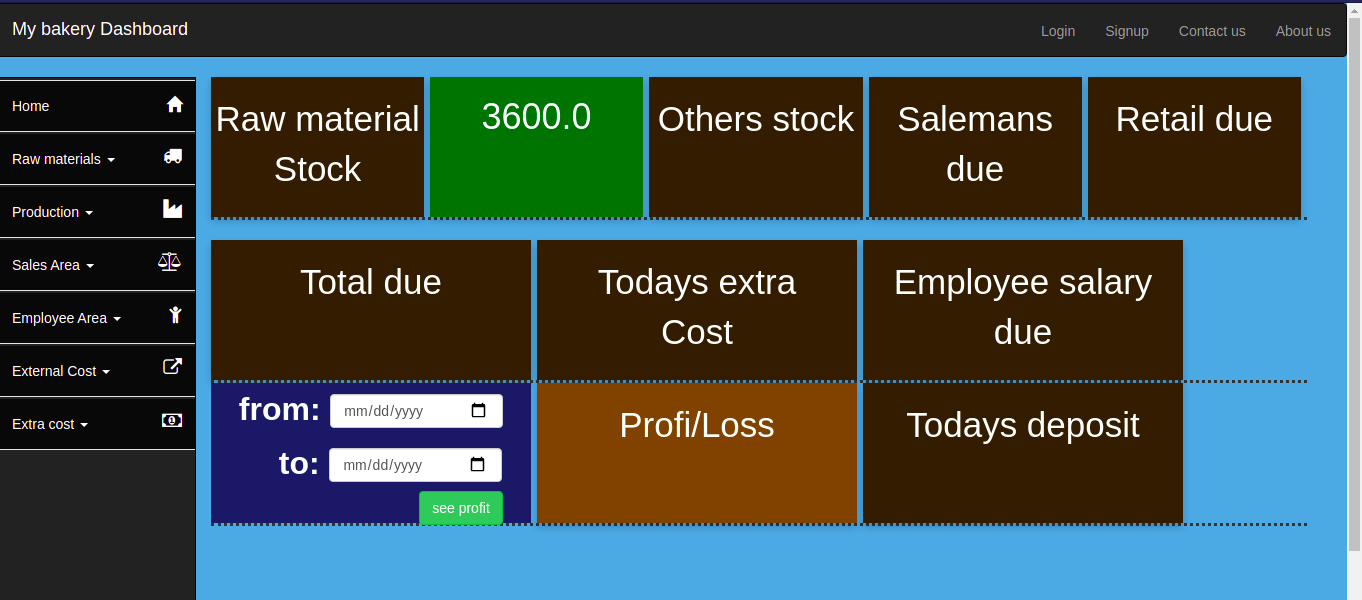 My bakery Dashboard
Login Signup Contact us About us
Home
Raw materials
Production
Sales Area
Employee Area
External Cost
Extra cost
Raw material
Stock
3600.0
Others stock
Salemans
due
Retail due
Total due
Todays extra
Cost
Employee salary
due
from: mm/dd/yyyy
to: mm/dd/yyyy
see profit
Profi/Loss
Todays deposit